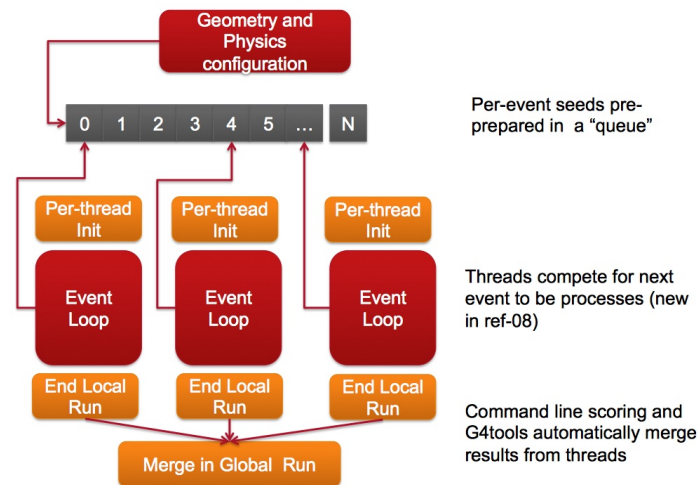 Geometry and
Physics
configuration
0 1 2 3 4 5 ... N
Per-event seeds pre-
prepared in a “queue”
Per-thread
Init
Per-thread
Init
Per-thread
Init
Event
Loop
Event
Loop
Event
Loop
Threads compete for next
event to be processes (new
in ref-08)
End Local
Run
End Local
Run
End Local
Run
Command line scoring and
G4tools automatically merge
results from threads
Merge in Global Run